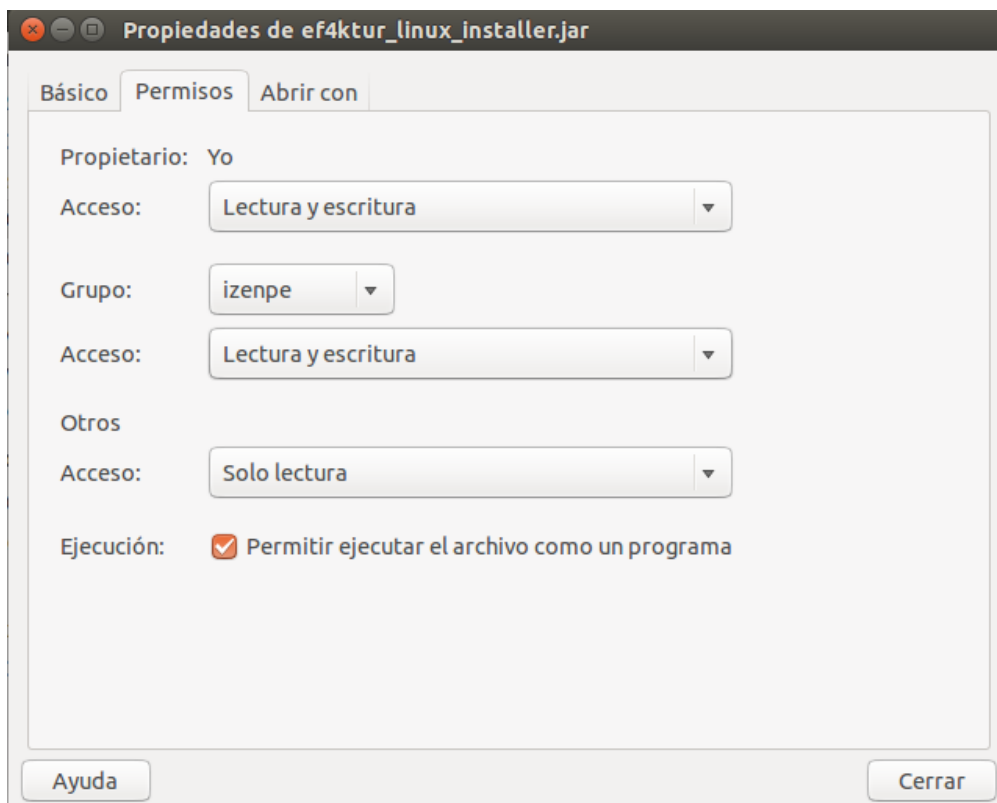 Propiedades de ef4ktur_linux_installer.jar
Básico Permisos Abrir con
Propietario: Yo
Acceso: Lectura y escritura
Grupo: izenpe
Acceso: Lectura y escritura
Otros
Acceso: Solo lectura
Ejecución: Permitir ejecutar el archivo como un programa
Ayuda Cerrar